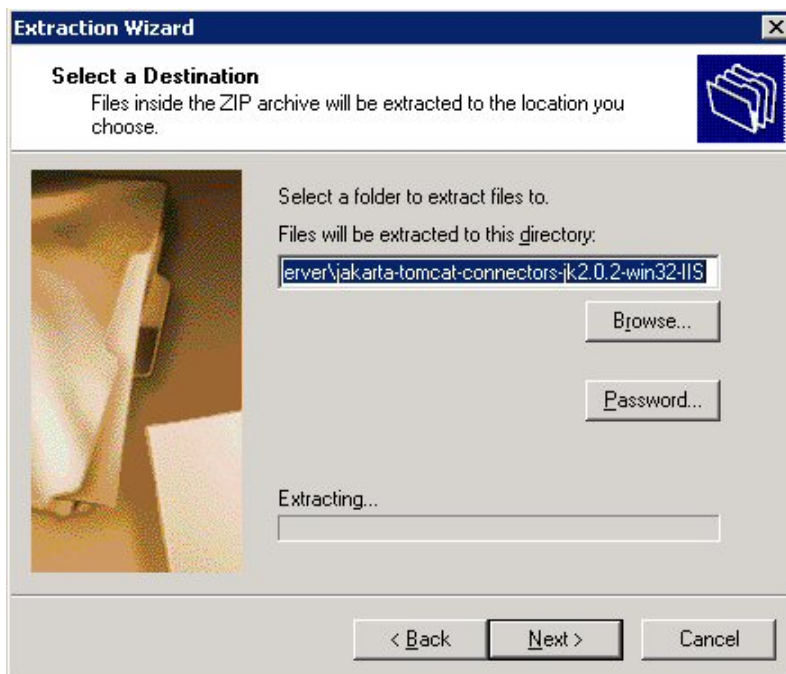 Extraction Wizard
Select a Destination
Files inside the ZIP archive will be extracted to the location you
choose.
Select a folder to extract files to.
Files will be extracted to this directory:
erver\jakarta-tomcat-connectors-jk2.0.2-win32-IIS
Browse...
Password...
Extracting...
< Back Next > Cancel